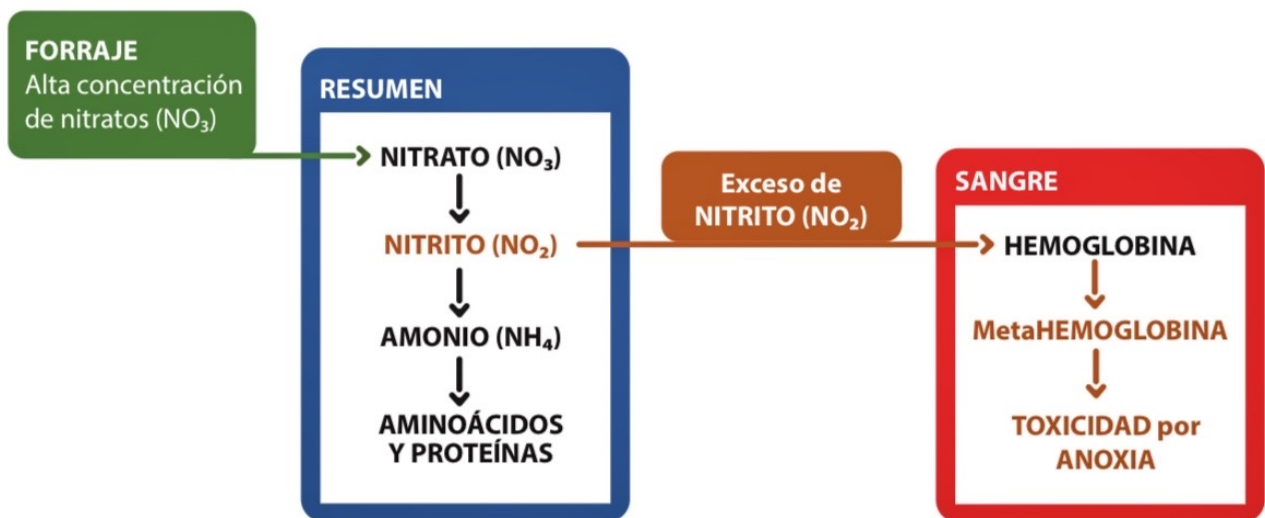 FORRAJE
Alta concentración
de nitratos (NO₃)
RESUMEN
NITRATO (NO₃)
NITRITO (NO₂)
AMONIO (NH₄)
AMINOÁCIDOS
Y PROTEÍNAS
Exceso de
NITRITO (NO₂)
SANGRE
HEMOGLOBINA
MetaHEMOGLOBINA
TOXICIDAD por
ANOXIA